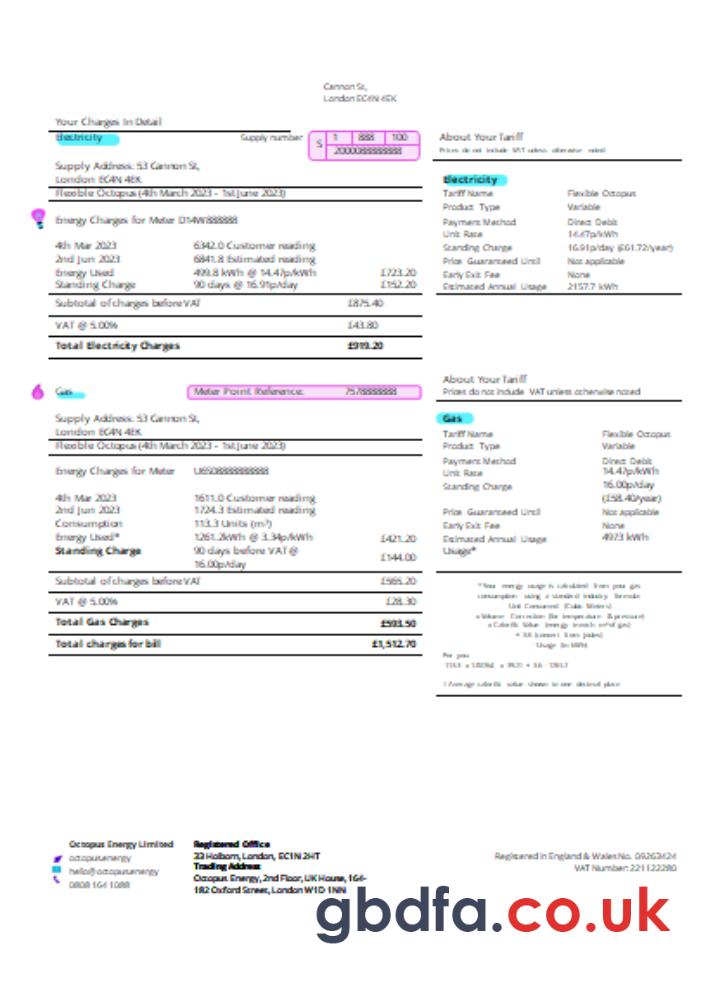 Cannon St,
London EC4N 4EK
Your Charges In Detail
Electricity
Supply number
S 1 888 100
2000088888888
Supply Address: 53 Cannon St,
London EC4N 4EK
Flexible Octopus (4th March 2023 - 1st June 2023)
Energy Charges for Meter D14W888888
4th Mar 2023 6342.0 Customer reading
2nd Jun 2023 6841.8 Estimated reading
Energy Used 499.8 kWh @ 14.47p/kWh £723.20
Standing Charge 90 days @ 16.91p/day £152.20
Subtotal of charges before VAT £875.40
VAT @ 5.00% £43.80
Total Electricity Charges £919.20
About Your Tariff
Prices do not include VAT unless otherwise noted
Electricity
Tariff Name Flexible Octopus
Product Type Variable
Payment Method Direct Debit
Unit Rate 14.47p/kWh
Standing Charge 16.91p/day (£61.72/year)
Price Guaranteed Until Not applicable
Early Exit Fee None
Estimated Annual Usage 2157.7 kWh
Gas
Meter Point Reference: 7578888888
Supply Address: 53 Cannon St,
London EC4N 4EK
Flexible Octopus (4th March 2023 - 1st June 2023)
Energy Charges for Meter
4th Mar 2023 1611.0 Customer reading
2nd Jun 2023 1724.3 Estimated reading
Consumption 113.3 Units (m³)
Energy Used* 1261.2kWh @ 3.34p/kWh £421.20
Standing Charge 90 days before VAT @
16.00p/day £144.00
Subtotal of charges before VAT £565.20
VAT @ 5.00% £28.30
Total Gas Charges £593.50
Total charges for bill £1,512.70
About Your Tariff
Prices do not include VAT unless otherwise noted
Gas
Tariff Name Flexible Octopus
Product Type Variable
Payment Method Direct Debit
Unit Rate 14.47p/kWh
Standing Charge 16.00p/day
(£58.40/year)
Price Guaranteed Until Not applicable
Early Exit Fee None
Estimated Annual 4973 kWh
Usage*
*Your energy usage is calculated from you gas
consumption using a standard industry formula
Unit Consumed (Cubic Meters)
x Volume Correction (for temperature & pressure)
x Calorific Value (energy in each m³ of gas)
÷ 3.6 (convert from joules)
Usage (in kWh)
For you
† Average calorific value shown to one decimal place
Octopus Energy Limited
octopus.energy
hello@octopus.energy
0808 164 1088
Registered Office
33 Holborn, London, EC1N 2HT
Trading Address
Octopus Energy, 2nd Floor, UK House, 164-
182 Oxford Street, London W1D 1NN
Registered in England & Wales No. 09263424
VAT Number: 221122280
gbdfa.co.uk